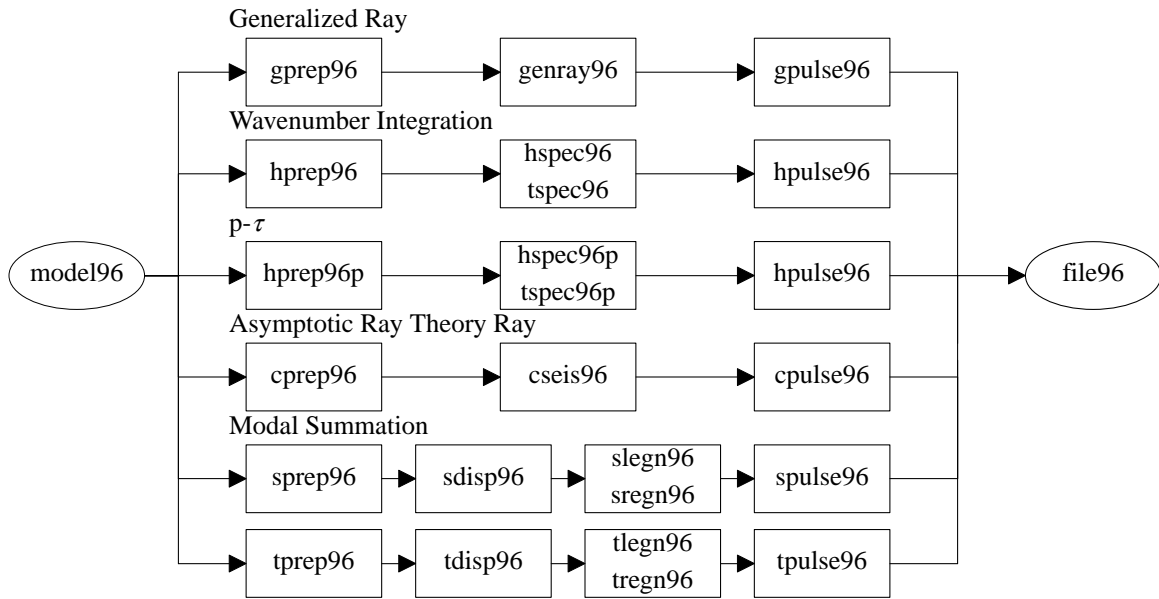 Generalized Ray
gprep96
genray96
gpulse96
Wavenumber Integration
hprep96
hspec96
tspec96
hpulse96
p-τ
model96
hprep96p
hspec96p
tspec96p
hpulse96
file96
Asymptotic Ray Theory Ray
cprep96
cseis96
cpulse96
Modal Summation
sprep96
sdisp96
slegn96
sregn96
spulse96
tprep96
tdisp96
tlegn96
tregn96
tpulse96